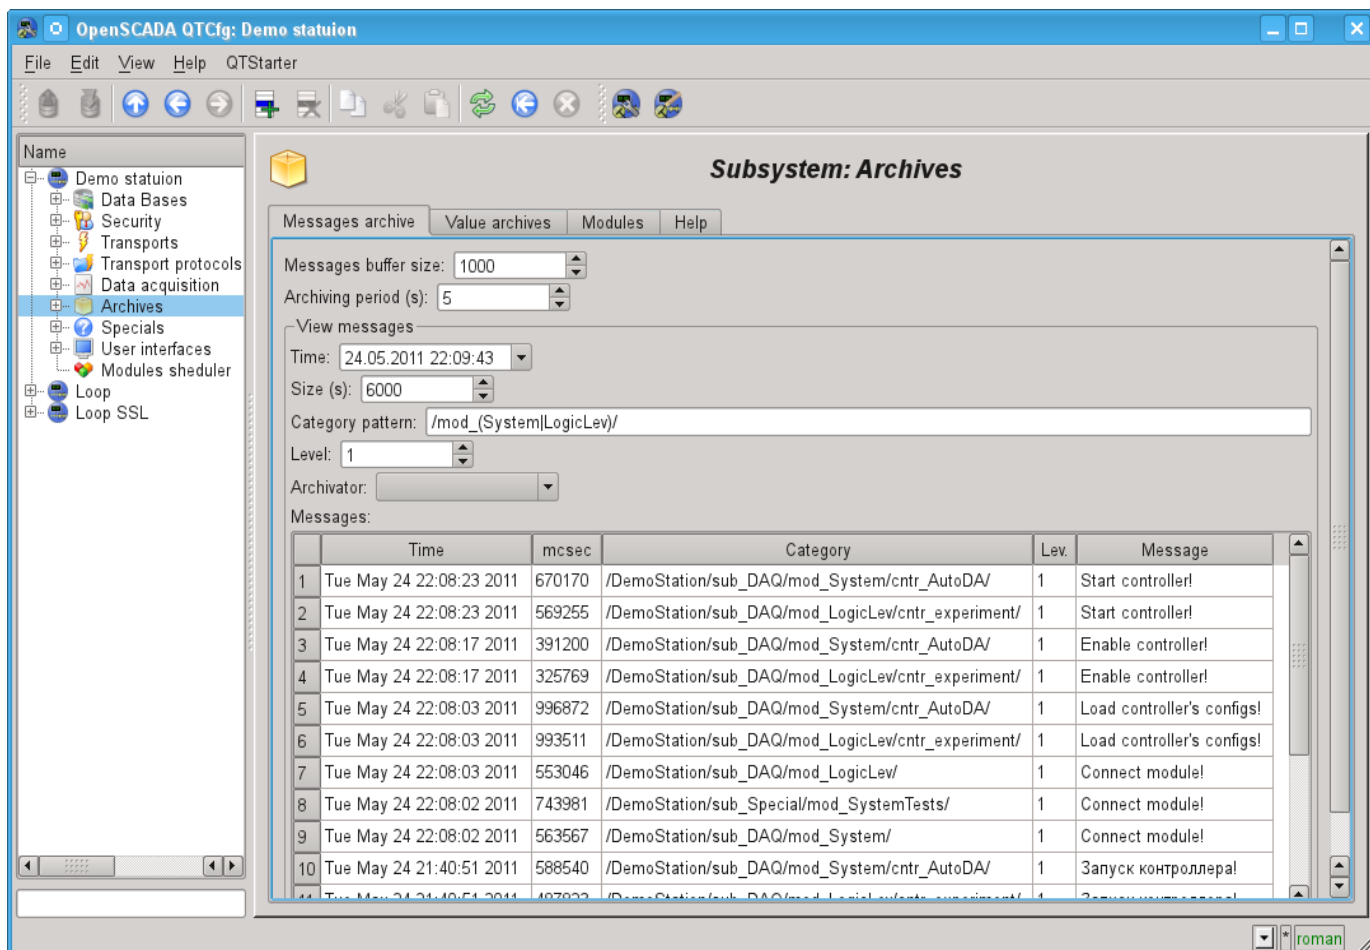 OpenSCADA QTCfg: Demo statuion
File Edit View Help QTStarter
Name
Demo statuion
Data Bases
Security
Transports
Transport protocols
Data acquisition
Archives
Specials
User interfaces
Modules sheduler
Loop
Loop SSL
Subsystem: Archives
Messages archive Value archives Modules Help
Messages buffer size: 1000
Archiving period (s): 5
View messages
Time: 24.05.2011 22:09:43
Size (s): 6000
Category pattern: /mod_(System|LogicLev)/
Level: 1
Archivator:
Messages:
Time mcsec Category Lev. Message
1 Tue May 24 22:08:23 2011 670170 /DemoStation/sub_DAQ/mod_System/cntr_AutoDA/ 1 Start controller!
2 Tue May 24 22:08:23 2011 569255 /DemoStation/sub_DAQ/mod_LogicLev/cntr_experiment/ 1 Start controller!
3 Tue May 24 22:08:17 2011 391200 /DemoStation/sub_DAQ/mod_System/cntr_AutoDA/ 1 Enable controller!
4 Tue May 24 22:08:17 2011 325769 /DemoStation/sub_DAQ/mod_LogicLev/cntr_experiment/ 1 Enable controller!
5 Tue May 24 22:08:03 2011 996872 /DemoStation/sub_DAQ/mod_System/cntr_AutoDA/ 1 Load controller's configs!
6 Tue May 24 22:08:03 2011 993511 /DemoStation/sub_DAQ/mod_LogicLev/cntr_experiment/ 1 Load controller's configs!
7 Tue May 24 22:08:03 2011 553046 /DemoStation/sub_DAQ/mod_LogicLev/ 1 Connect module!
8 Tue May 24 22:08:02 2011 743981 /DemoStation/sub_Special/mod_SystemTests/ 1 Connect module!
9 Tue May 24 22:08:02 2011 563567 /DemoStation/sub_DAQ/mod_System/ 1 Connect module!
10 Tue May 24 21:40:51 2011 588540 /DemoStation/sub_DAQ/mod_System/cntr_AutoDA/ 1 Запуск контроллера!
* roman